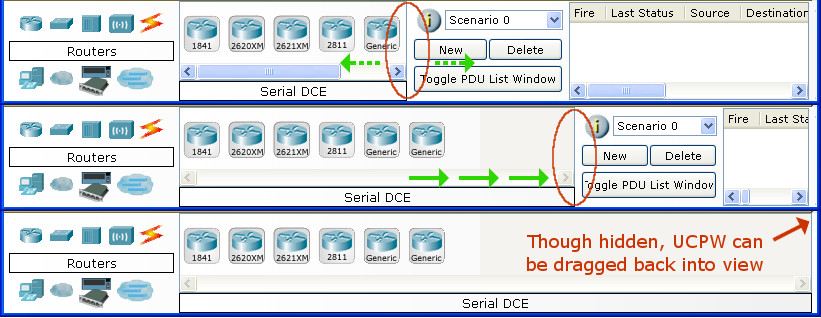 Scenario 0
Fire Last Status Source Destination
1841 2620XM 2621XM 2811 Generic
Routers
New Delete
Toggle PDU List Window
Serial DCE
Scenario 0
Fire Last Sta
1841 2620XM 2621XM 2811 Generic Generic
Routers
New Delete
Toggle PDU List Window
Serial DCE
1841 2620XM 2621XM 2811 Generic Generic
Routers
Though hidden, UCPW can
be dragged back into view
Serial DCE